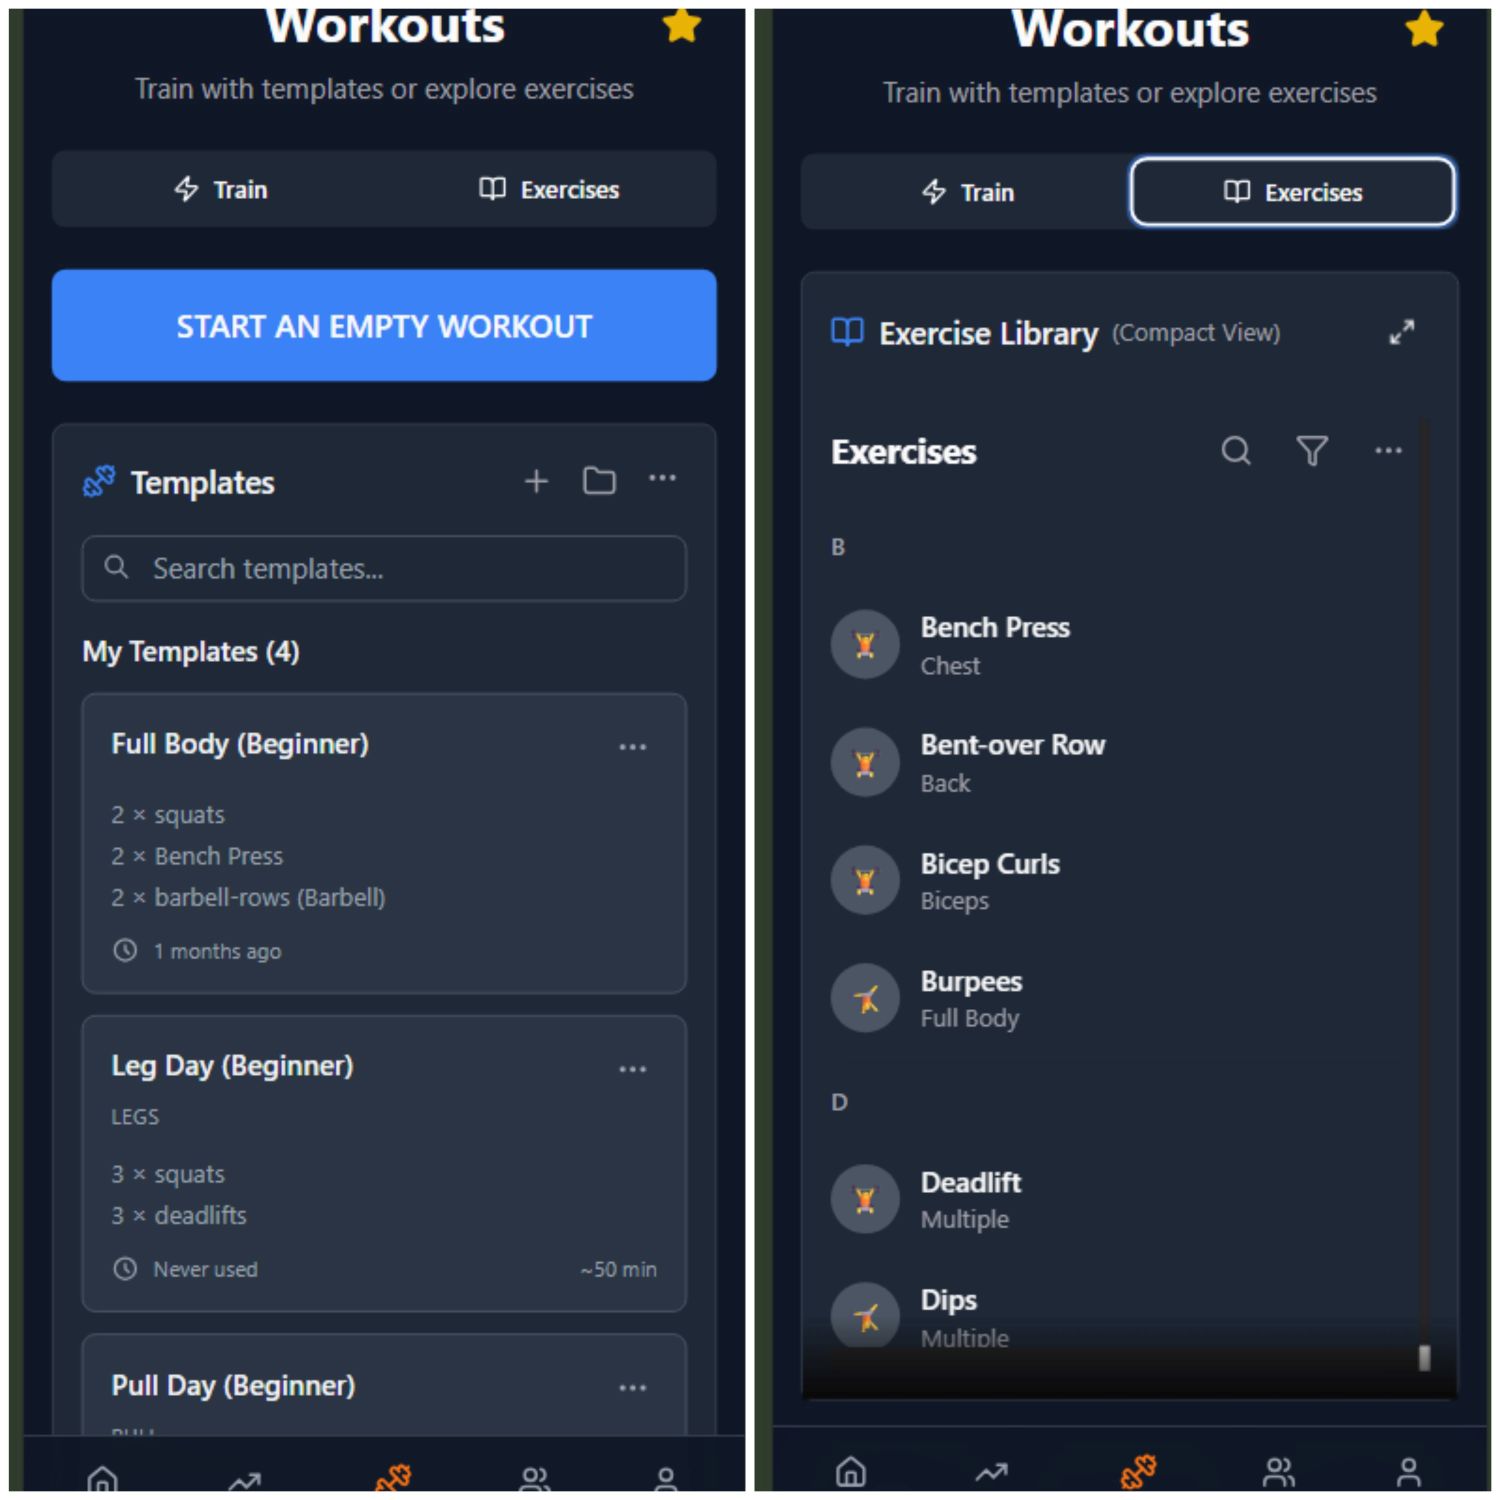 Workouts
Train with templates or explore exercises
Train
Exercises
START AN EMPTY WORKOUT
Templates
Search templates...
My Templates (4)
Full Body (Beginner)
2 × squats
2 × Bench Press
2 × barbell-rows (Barbell)
1 months ago
Leg Day (Beginner)
LEGS
3 × squats
3 × deadlifts
Never used
~50 min
Pull Day (Beginner)
PULL
Workouts
Train with templates or explore exercises
Train
Exercises
Exercise Library (Compact View)
Exercises
B
Bench Press
Chest
Bent-over Row
Back
Bicep Curls
Biceps
Burpees
Full Body
D
Deadlift
Multiple
Dips
Multiple